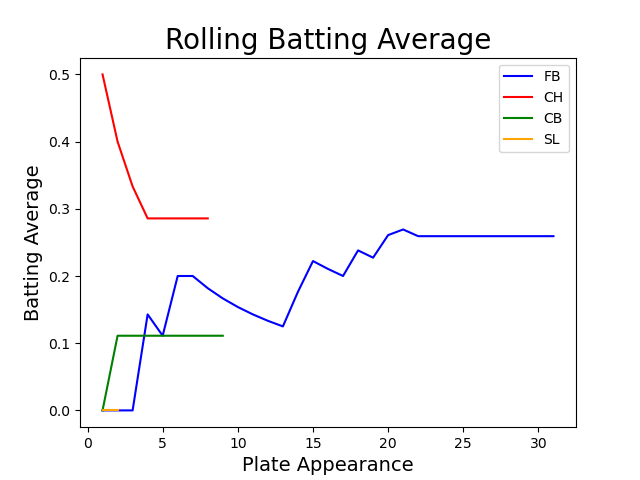 Rolling Batting Average
FB
CH
CB
SL
0.5
0.4
0.3
0.2
0.1
0.0
Batting Average
0 5 10 15 20 25 30
Plate Appearance